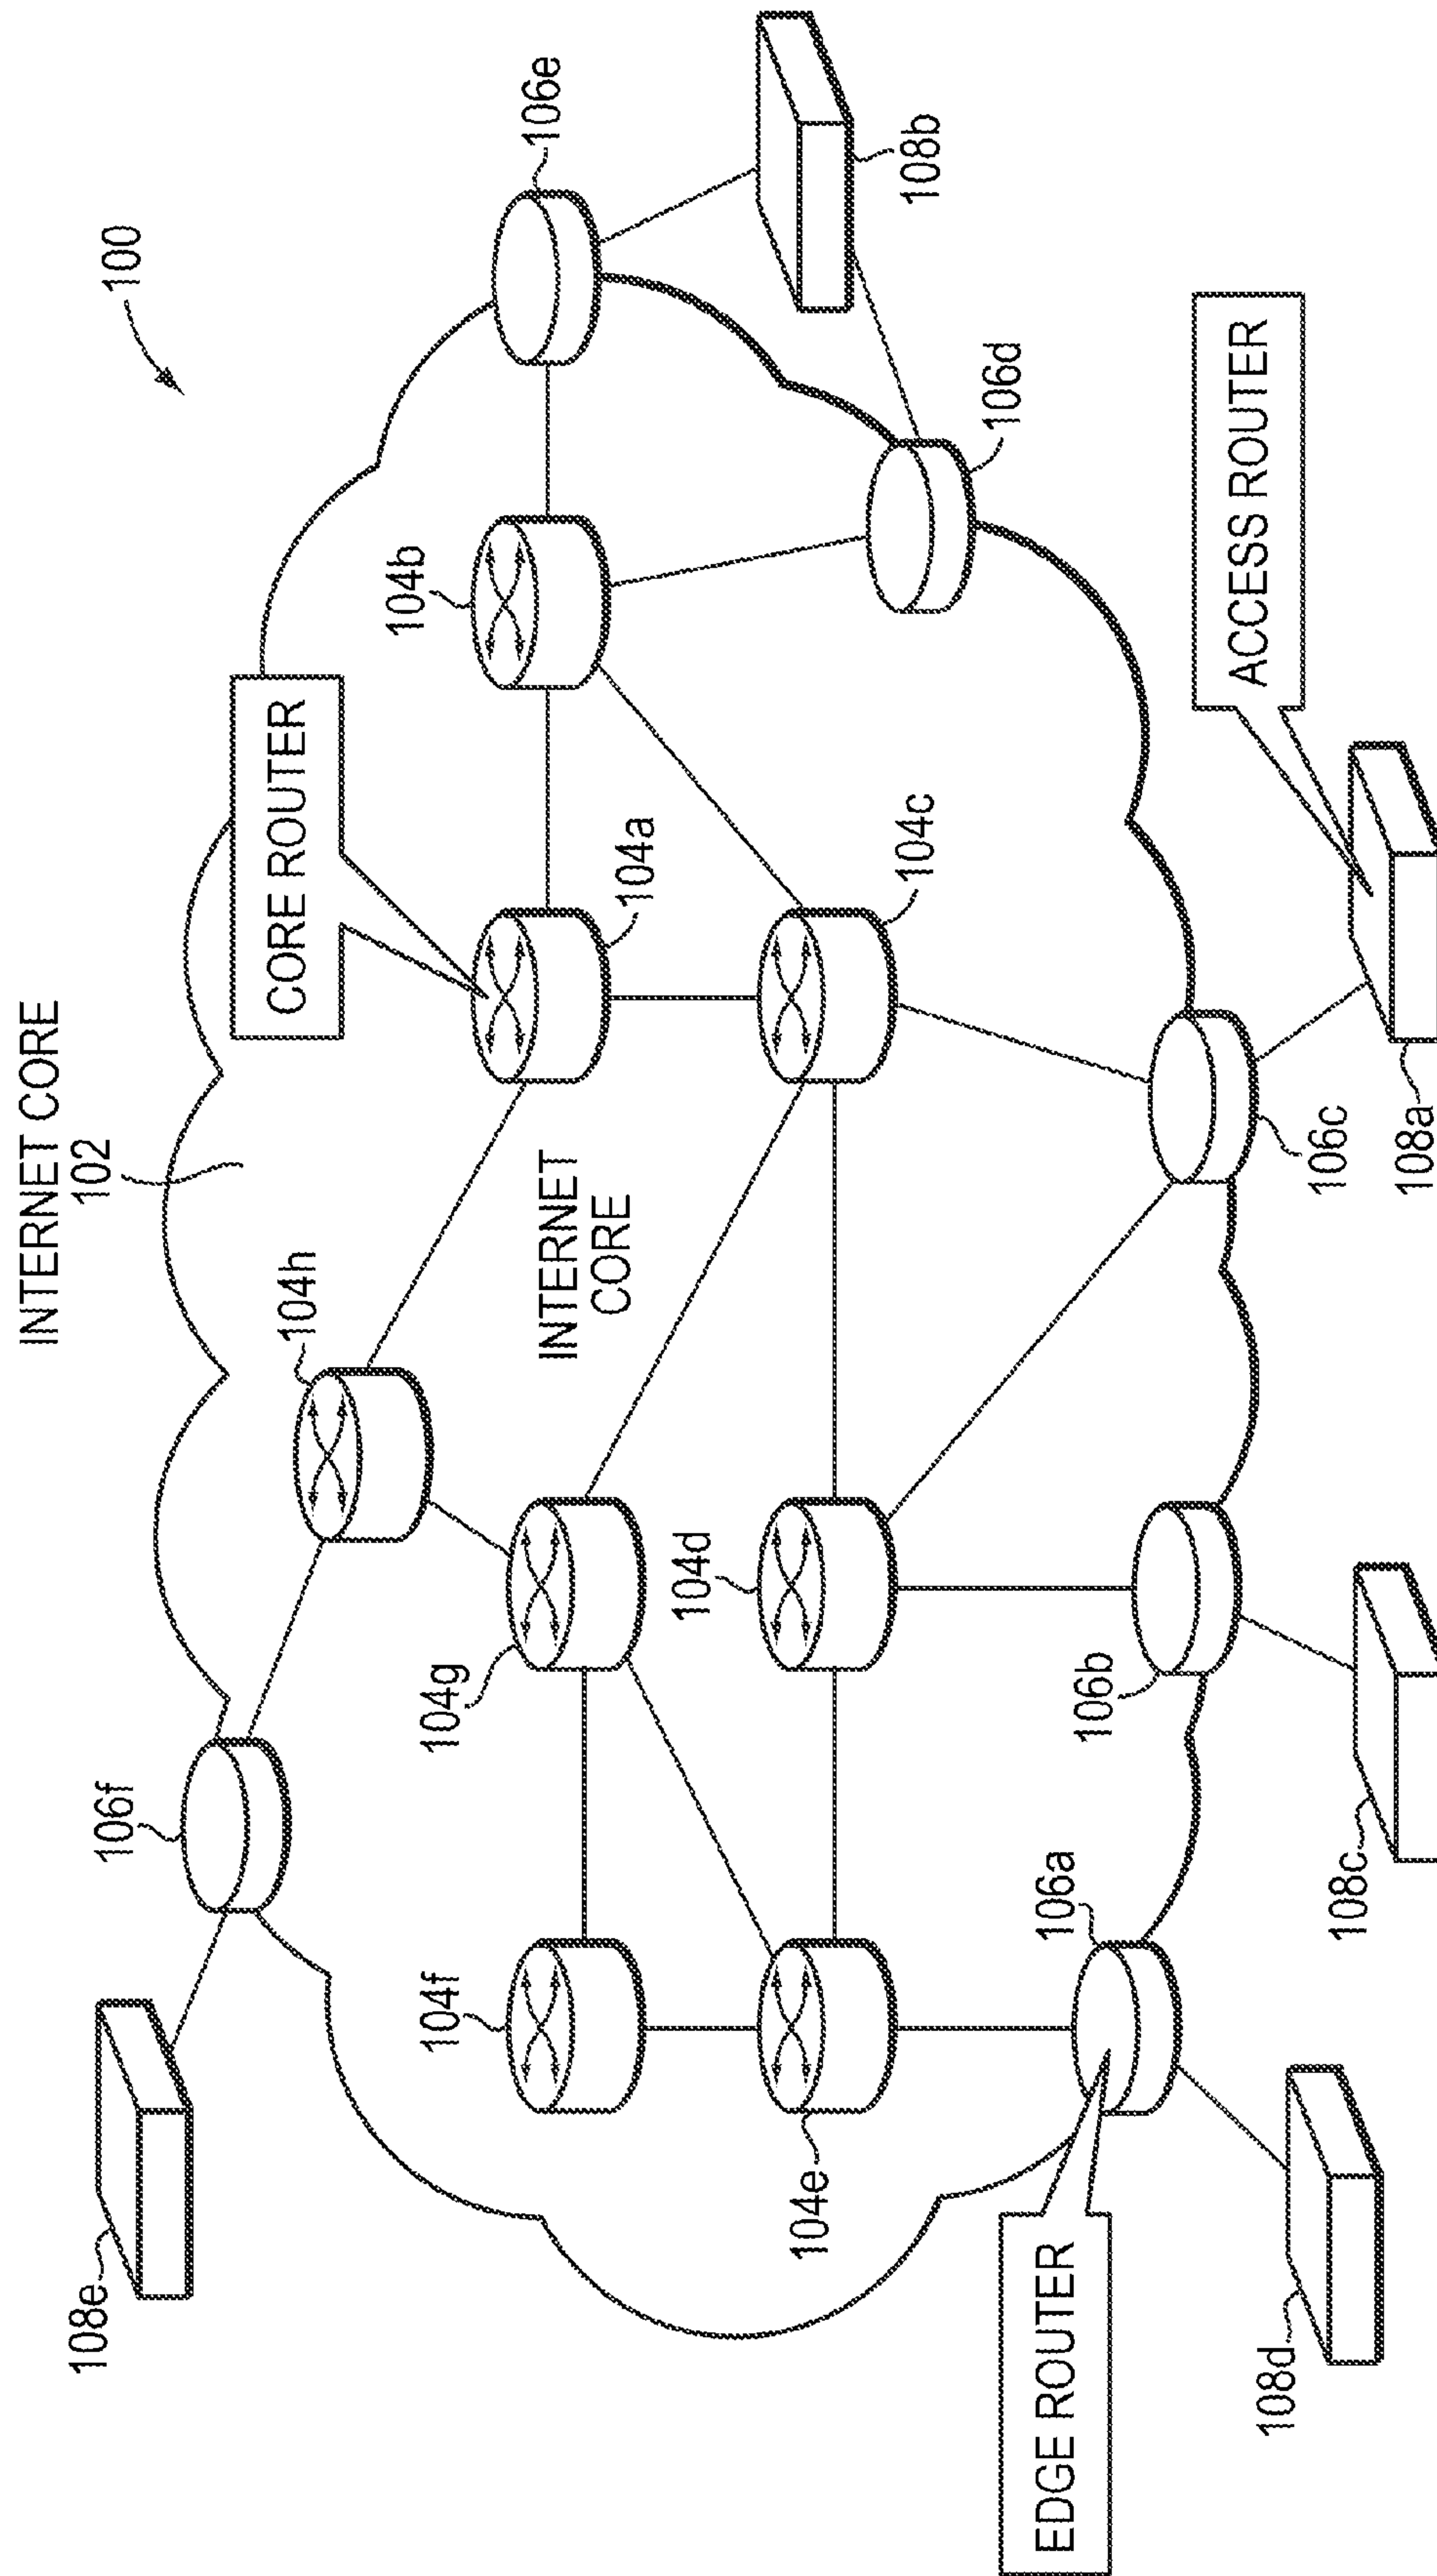 INTERNET CORE
102
100
106f
104h
CORE ROUTER
104b
106e
108e
104f
104g
INTERNET
CORE
104a
108b
104d
104c
106d
104e
106a
106b
106c
ACCESS ROUTER
EDGE ROUTER
108d
108c
108a